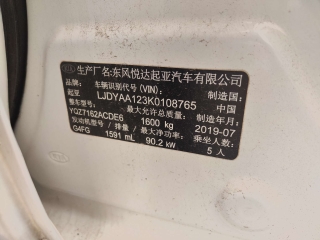 生产厂名:东风悦达起亚汽车有限公司
品牌: 车辆识别代号(VIN): 制造国:
起亚 LJDYAA123K0108765 中国
型号: 最大允许总质量: 制造年月:
YQZ7162ACDE6 1600 kg 2019-07
发动机型号 / 排量: 最大净功率: 乘坐人数:
G4FG 1591 mL 90.2 kW 5 人